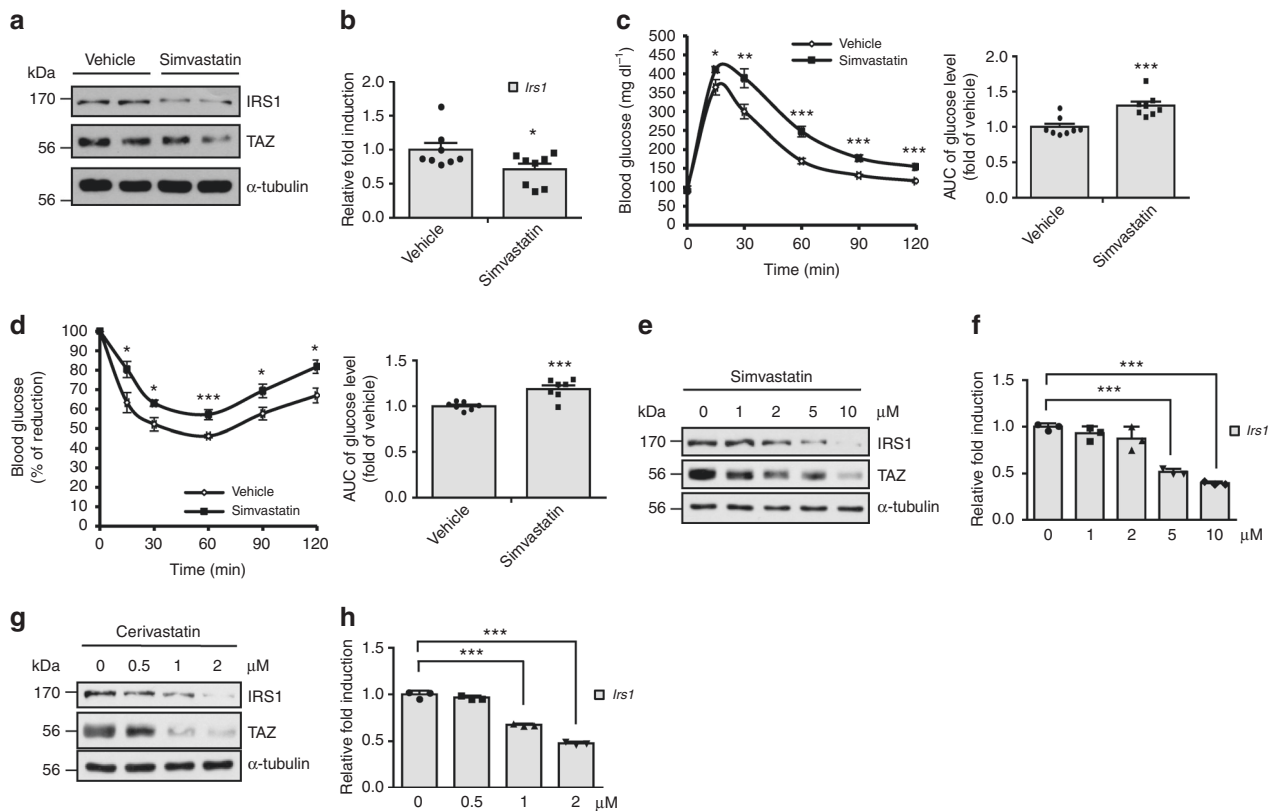 a
Vehicle Simvastatin
kDa
170 IRS1
56 TAZ
56 α-tubulin
b
Relative fold induction
2.0
1.5
1.0
0.5
0.0
Irs1
*
Vehicle
Simvastatin
c
Blood glucose (mg dl−1)
500
450
400
350
300
250
200
150
100
50
0
Vehicle
Simvastatin
* ** *** *** ***
0 30 60 90 120
Time (min)
AUC of glucose level
(fold of vehicle)
2.0
1.5
1.0
0.5
0.0
***
Vehicle
Simvastatin
d
Blood glucose
(% of reduction)
100
90
80
70
60
50
40
30
20
10
0
* * *** * *
Vehicle
Simvastatin
0 30 60 90 120
Time (min)
AUC of glucose level
(fold of vehicle)
1.5
1.0
0.5
0.0
***
Vehicle
Simvastatin
e
Simvastatin
kDa 0 1 2 5 10 μM
170 IRS1
56 TAZ
56 α-tubulin
f
Relative fold induction
1.5
1.0
0.5
0.0
***
***
Irs1
0 1 2 5 10 μM
g
Cerivastatin
kDa 0 0.5 1 2 μM
170 IRS1
56 TAZ
56 α-tubulin
h
Relative fold induction
1.5
1.0
0.5
0.0
***
***
Irs1
0 0.5 1 2 μM